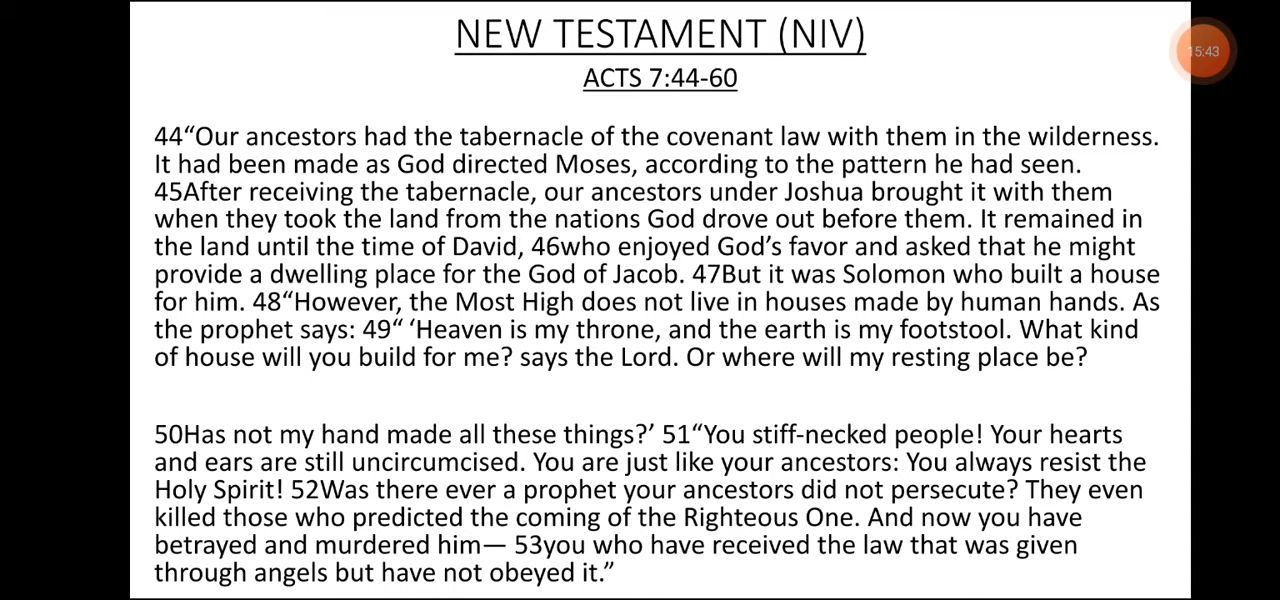 NEW TESTAMENT (NIV)
15:43
ACTS 7:44-60
44“Our ancestors had the tabernacle of the covenant law with them in the wilderness.
It had been made as God directed Moses, according to the pattern he had seen.
45After receiving the tabernacle, our ancestors under Joshua brought it with them
when they took the land from the nations God drove out before them. It remained in
the land until the time of David, 46who enjoyed God’s favor and asked that he might
provide a dwelling place for the God of Jacob. 47But it was Solomon who built a house
for him. 48“However, the Most High does not live in houses made by human hands. As
the prophet says: 49“ ‘Heaven is my throne, and the earth is my footstool. What kind
of house will you build for me? says the Lord. Or where will my resting place be?
50Has not my hand made all these things?’ 51“You stiff-necked people! Your hearts
and ears are still uncircumcised. You are just like your ancestors: You always resist the
Holy Spirit! 52Was there ever a prophet your ancestors did not persecute? They even
killed those who predicted the coming of the Righteous One. And now you have
betrayed and murdered him— 53you who have received the law that was given
through angels but have not obeyed it.”